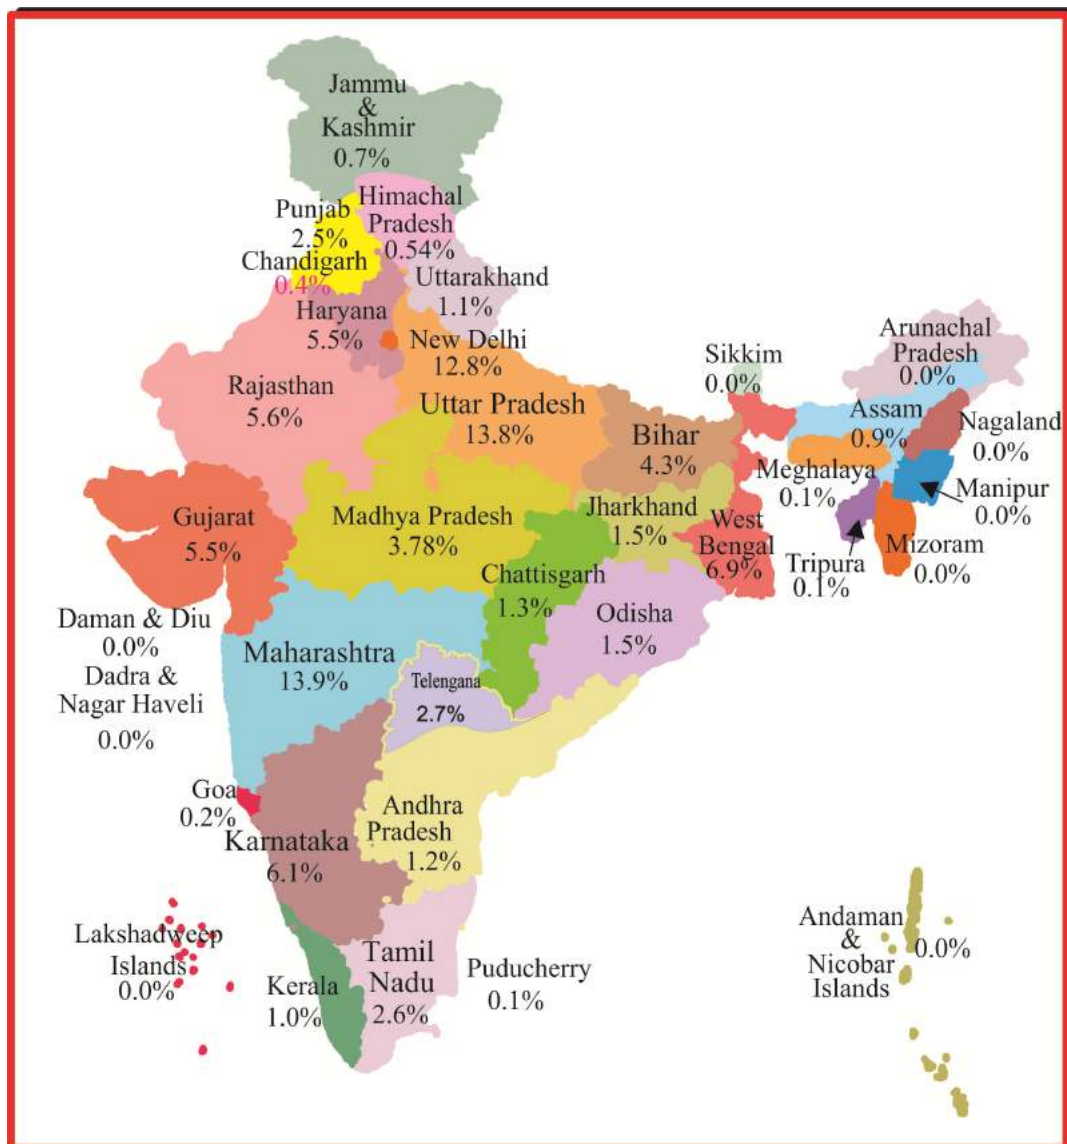 Jammu
&
Kashmir
0.7%
Himachal
Pradesh
0.54%
Punjab
2.5%
Chandigarh
0.4%
Uttarakhand
1.1%
Haryana
5.5%
New Delhi
12.8%
Rajasthan
5.6%
Uttar Pradesh
13.8%
Bihar
4.3%
Sikkim
0.0%
Arunachal
Pradesh
0.0%
Assam
0.9%
Nagaland
0.0%
Meghalaya
0.1%
Manipur
0.0%
Tripura
0.1%
Mizoram
0.0%
Gujarat
5.5%
Madhya Pradesh
3.78%
Jharkhand
1.5%
West
Bengal
6.9%
Chattisgarh
1.3%
Odisha
1.5%
Daman & Diu
0.0%
Dadra &
Nagar Haveli
0.0%
Maharashtra
13.9%
Telengana
2.7%
Goa
0.2%
Karnataka
6.1%
Andhra
Pradesh
1.2%
Lakshadweep
Islands
0.0%
Kerala
1.0%
Tamil
Nadu
2.6%
Puducherry
0.1%
Andaman
&
Nicobar
Islands
0.0%